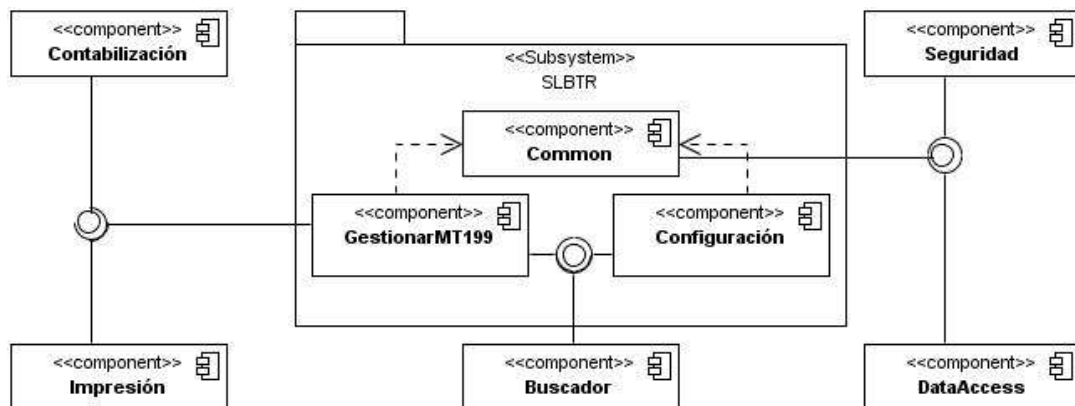 <<component>>
Contabilización
<<Subsystem>>
SLBTR
<<component>>
Seguridad
<<component>>
Common
<<component>>
GestionarMT199
<<component>>
Configuración
<<component>>
Impresión
<<component>>
Buscador
<<component>>
DataAccess